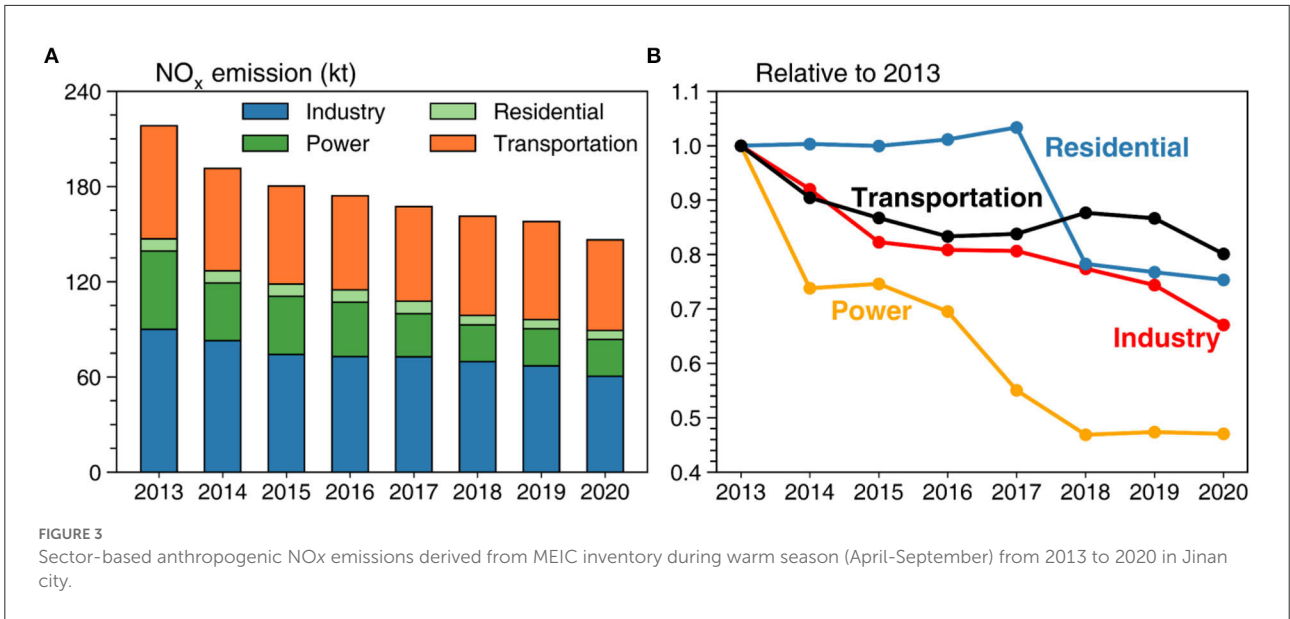 A
NOx emission (kt)
240
180
120
60
0
Industry
Power
Residential
Transportation
2013 2014 2015 2016 2017 2018 2019 2020
B
Relative to 2013
1.1
1.0
0.9
0.8
0.7
0.6
0.5
0.4
Residential
Transportation
Power
Industry
2013 2014 2015 2016 2017 2018 2019 2020
FIGURE 3
Sector-based anthropogenic NOx emissions derived from MEIC inventory during warm season (April-September) from 2013 to 2020 in Jinan
city.